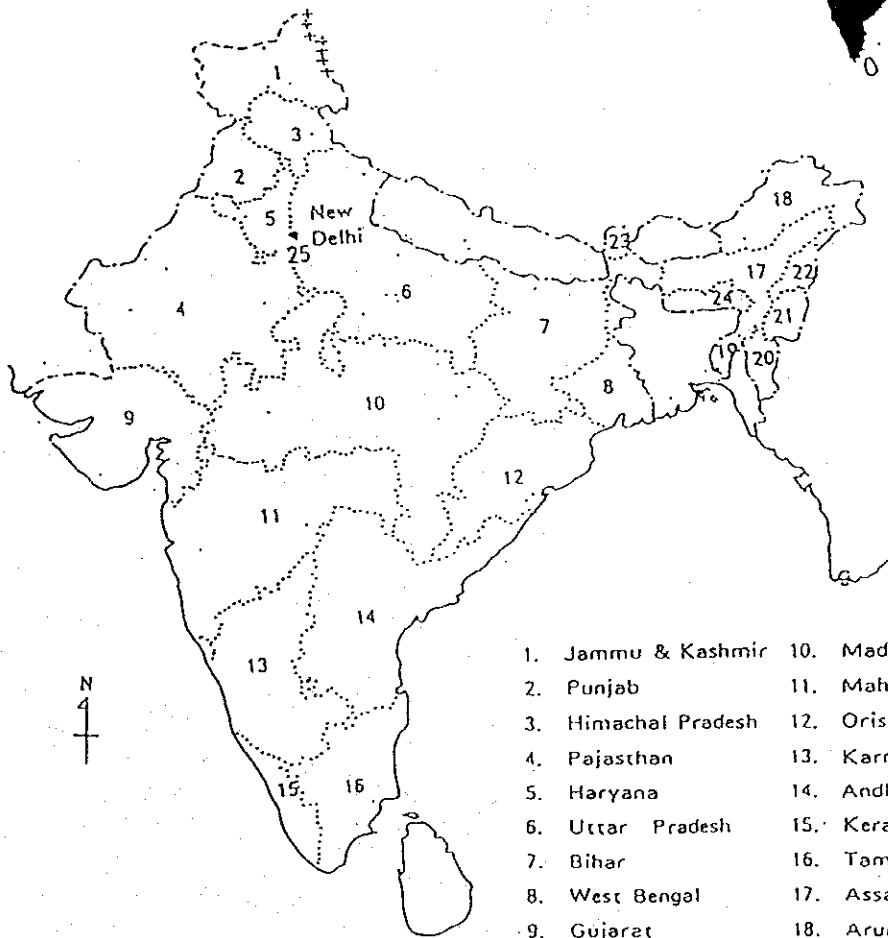 1
3
2
18
New
5
Delhi
23
25
17
22
6
24
4
21
7
19
20
8
10
9
12
11
14
13
N
15
16
1. Jammu & Kashmir 10. Mad
2. Punjab 11. Mah
3. Himachal Pradesh 12. Oris
4. Pajasthan 13. Karn
5. Haryana 14. Andh
6. Uttar Pradesh 15. Kera
7. Bihar 16. Tam
8. West Bengal 17. Assa
9. Gujarat 18. Aru